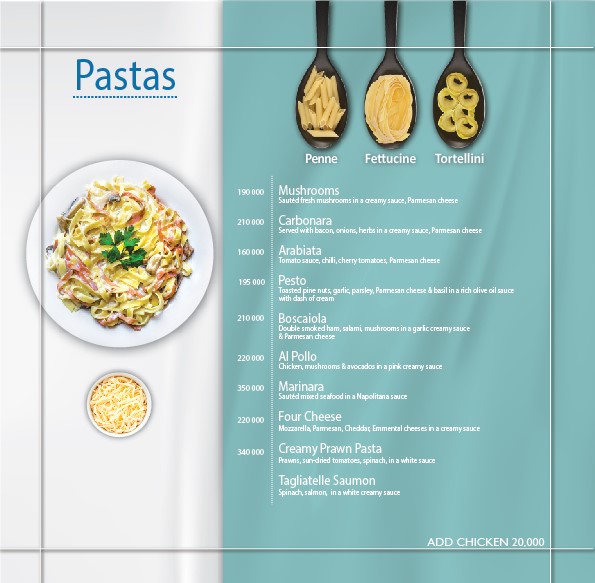 Pastas
Penne Fettucine Tortellini
190 000 Mushrooms
Sautéd fresh mushrooms in a creamy sauce, Parmesan cheese
210 000 Carbonara
Served with bacon, onions, herbs in a creamy sauce, Parmesan cheese
160 000 Arabiata
Tomato sauce, chilli, cherry tomatoes, Parmesan cheese
195 000 Pesto
Toasted pine nuts, garlic, parsley, Parmesan cheese & basil in a rich olive oil sauce
with dash of cream
210 000 Boscaiola
Double smoked ham, salami, mushrooms in a garlic creamy sauce
& Parmesan cheese
220 000 Al Pollo
Chicken, mushrooms & avocados in a pink creamy sauce
350 000 Marinara
Sautéd mixed seafood in a Napolitana sauce
220 000 Four Cheese
Mozzarella, Parmesan, Cheddar, Emmental cheeses in a creamy sauce
340 000 Creamy Prawn Pasta
Prawns, sun-dried tomatoes, spinach, in a white sauce
Tagliatelle Saumon
Spinach, salmon, in a white creamy sauce
ADD CHICKEN 20,000